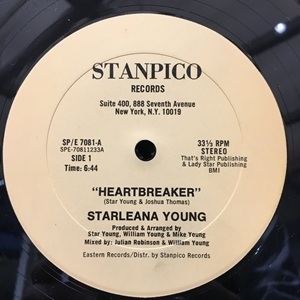 STANPICO
RECORDS
Suite 400, 888 Seventh Avenue
New York, N.Y. 10019
SP/E 7081-A
SPE-70811233A
SIDE 1
Time: 6:44
33⅓ RPM
STEREO
That's Right Publishing
& Lady Star Publishing
BMI
"HEARTBREAKER"
(Star Young & Joshua Thomas)
STARLEANA YOUNG
Produced & Arranged by
Star Young, William Young & Mike Yeung
Mixed by: Julian Robinson & William Young
Eastern Records/Distr. by Stanpico Records